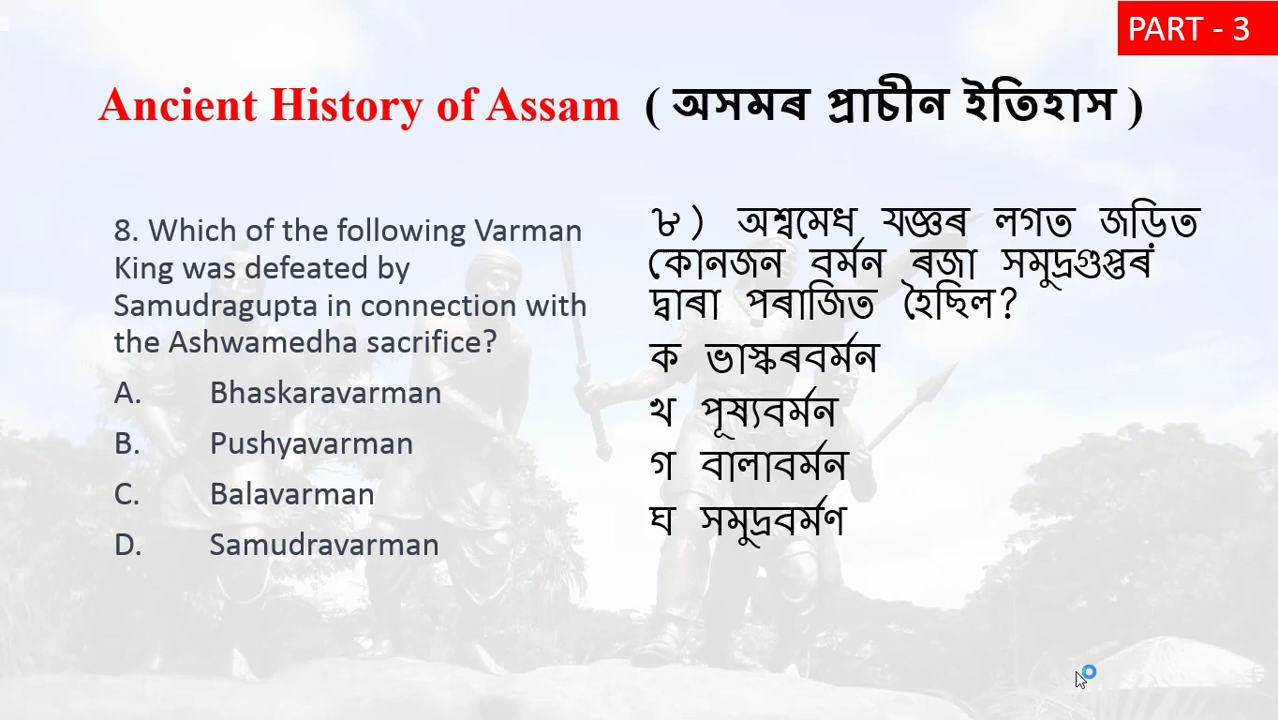 PART - 3
Ancient History of Assam ( অসমৰ প্ৰাচীন ইতিহাস )
8. Which of the following Varman
King was defeated by
Samudragupta in connection with
the Ashwamedha sacrifice?
A. Bhaskaravarman
B. Pushyavarman
C. Balavarman
D. Samudravarman
৮) অশ্বমেধ যজ্ঞৰ লগত জড়িত
কোনজন বৰ্মন ৰজা সমুদ্ৰগুপ্তৰ
দ্বাৰা পৰাজিত হৈছিল?
ক ভাস্কৰবৰ্মন
খ পূষ্যবৰ্মন
গ বালাবৰ্মন
ঘ সমুদ্ৰবৰ্মণ